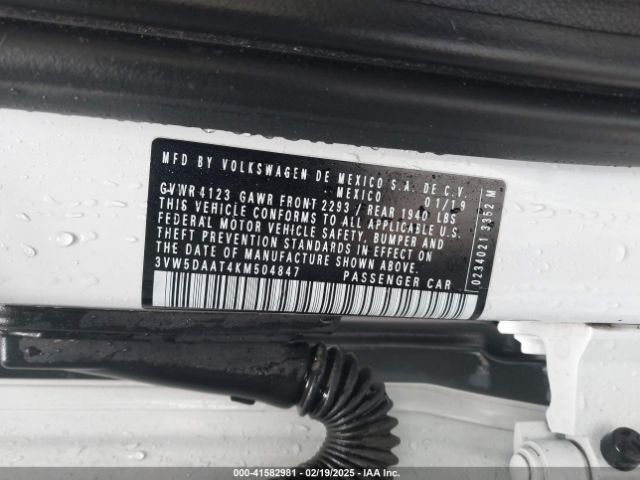 MFD BY VOLKSWAGEN DE MEXICO S.A. DE C.V.
MEXICO 01/19
GVWR 4123 GAWR FRONT 2293 / REAR 1940 LBS
THIS VEHICLE CONFORMS TO ALL APPLICABLE U.S.
FEDERAL MOTOR VEHICLE SAFETY, BUMPER AND
THEFT PREVENTION STANDARDS IN EFFECT ON
THE DATE OF MANUFACTURE SHOWN ABOVE.
3VW5DAAT4KM504847 PASSENGER CAR
0234021 3352 M
000-41582981 - 02/19/2025 - IAA Inc.